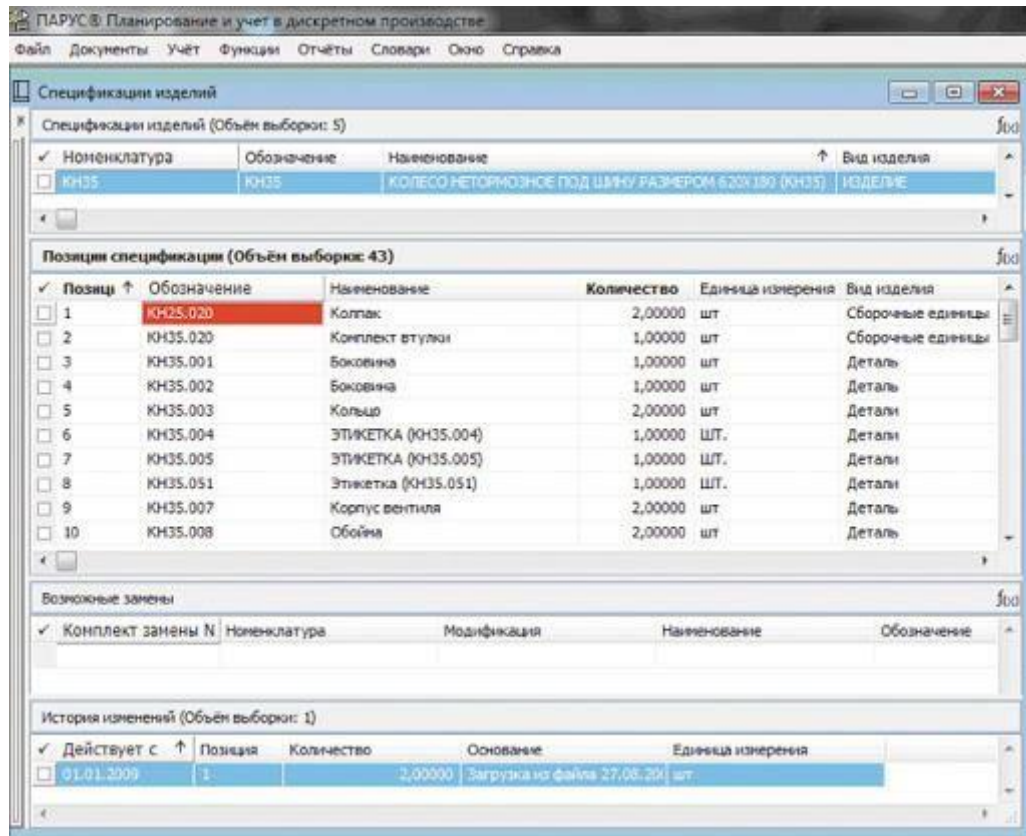 ПАРУС® Планирование и учет в дискретном производстве
Файл Документы Учёт Функции Отчёты Словари Окно Справка
Спецификации изделий
Спецификации изделий (Объём выборки: 5)
Номенклатура Обозначение Наименование Вид изделия
КН35 КН35 КОЛЕСО НЕТОРМОЗНОЕ ПОД ШИНУ РАЗМЕРОМ 620Х180 (КН35) ИЗДЕЛИЕ
Позиции спецификации (Объём выборки: 43)
Позиці Обозначение Наименование Количество Единица измерения Вид изделия
1 КН25.020 Колпак 2,00000 шт Сборочные единицы
2 КН35.020 Комплект втулки 1,00000 шт Сборочные единицы
3 КН35.001 Боковина 1,00000 шт Деталь
4 КН35.002 Боковина 1,00000 шт Деталь
5 КН35.003 Кольцо 2,00000 шт Детали
6 КН35.004 ЭТИКЕТКА (КН35.004) 1,00000 ШТ. Детали
7 КН35.005 ЭТИКЕТКА (КН35.005) 1,00000 ШТ. Детали
8 КН35.051 Этикетка (КН35.051) 1,00000 ШТ. Детали
9 КН35.007 Корпус вентиля 2,00000 шт Деталь
10 КН35.008 Обойма 2,00000 шт Деталь
Возможные замены
Комплект замены N Номенклатура Модификация Наименование Обозначение
История изменений (Объём выборки: 1)
Действует с Позиция Количество Основание Единица измерения
01.01.2009 1 2,00000 Загрузка из файла 27.08.20 шт